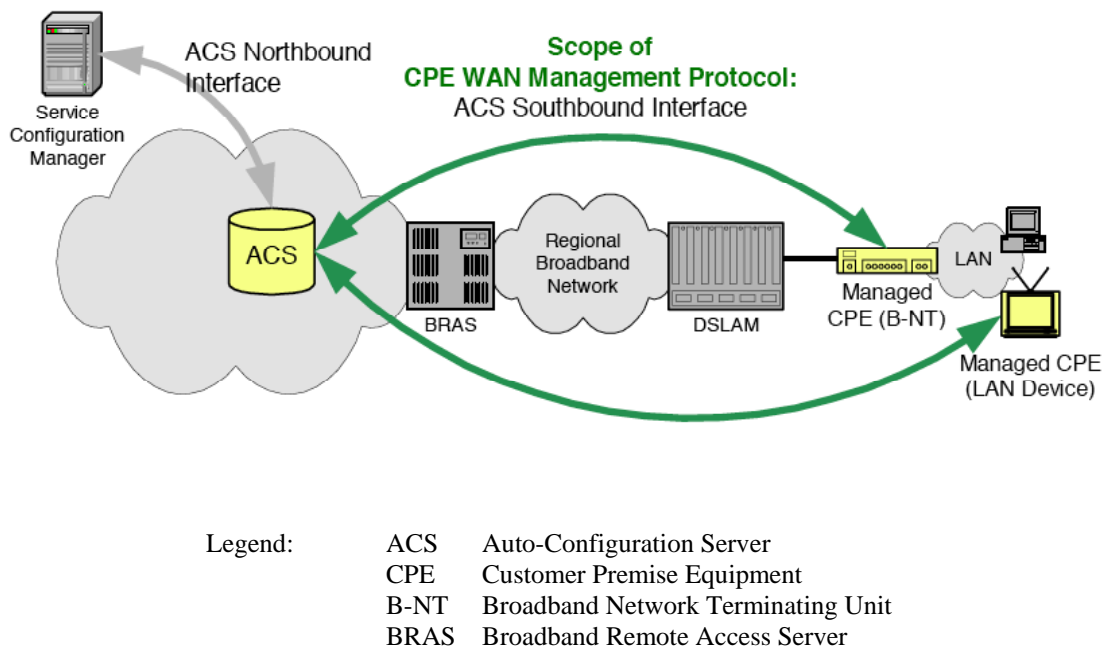 ACS Northbound
Interface
Scope of
CPE WAN Management Protocol:
ACS Southbound Interface
Service
Configuration
Manager
ACS
BRAS
Regional
Broadband
Network
DSLAM
Managed
CPE (B-NT)
LAN
Managed CPE
(LAN Device)
Legend:
ACS Auto-Configuration Server
CPE Customer Premise Equipment
B-NT Broadband Network Terminating Unit
BRAS Broadband Remote Access Server